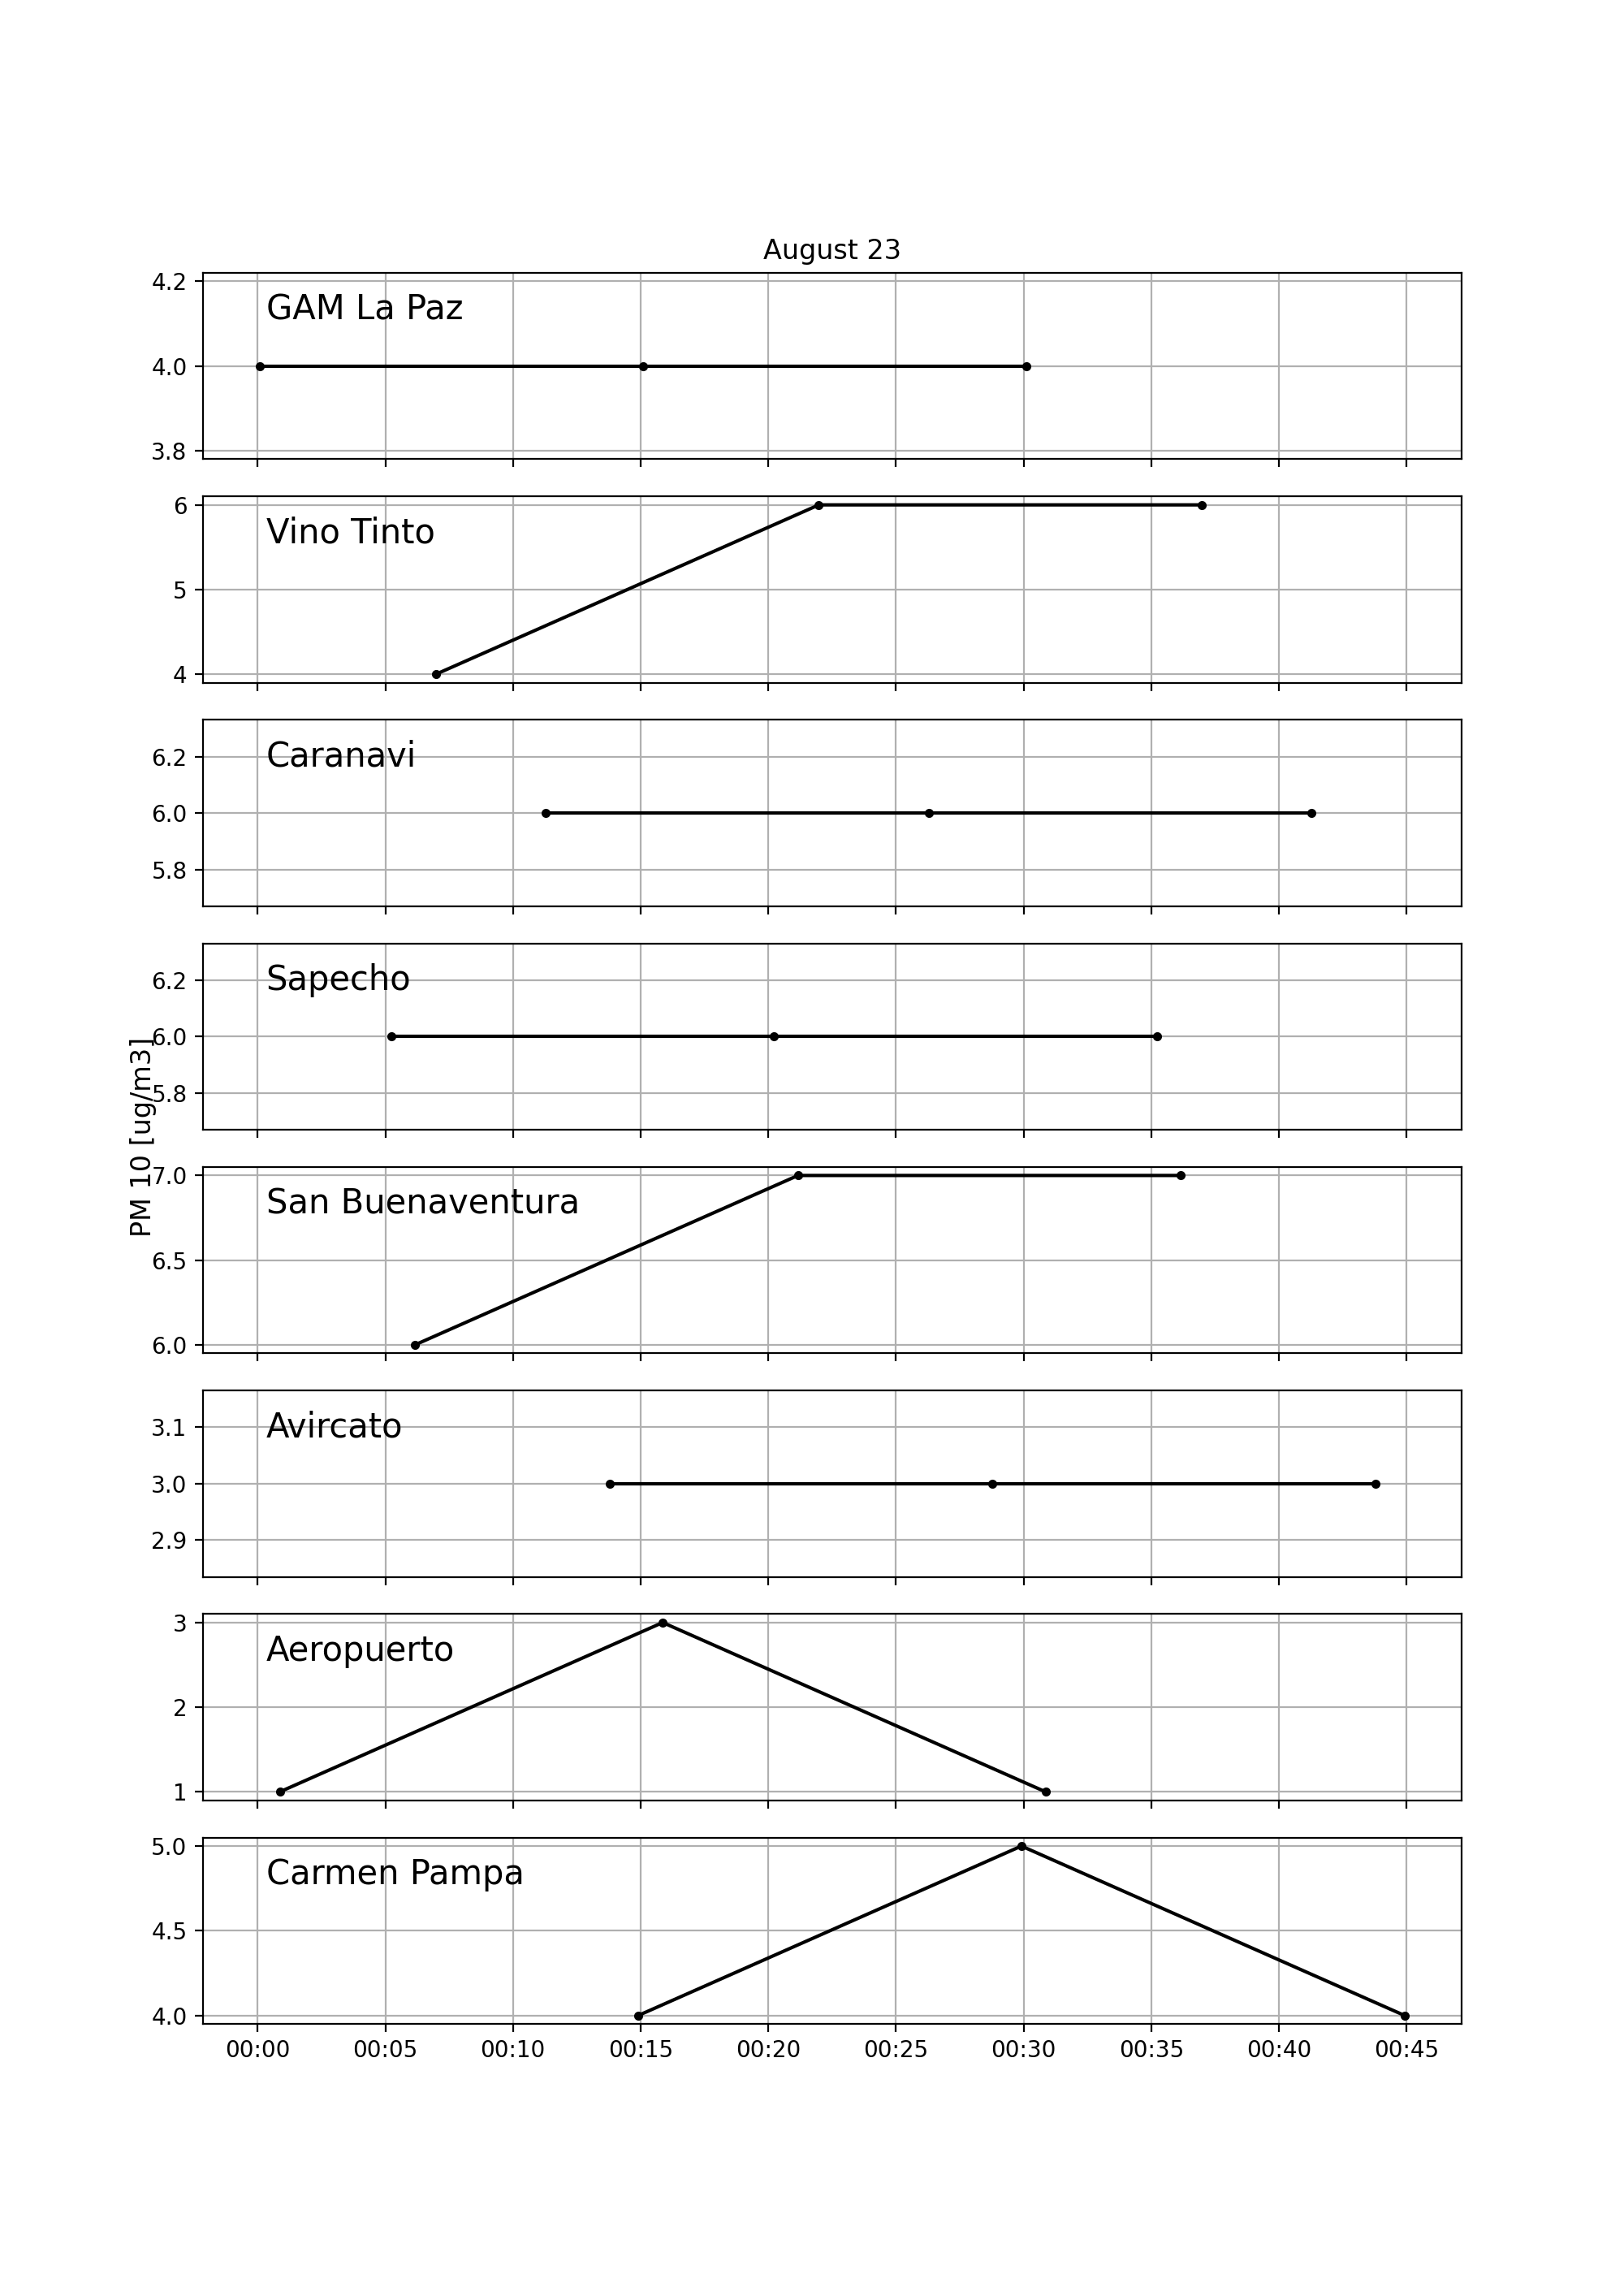 August 23
4.2
GAM La Paz
4.0
3.8
6
Vino Tinto
5
4
6.2
Caranavi
6.0
5.8
6.2
Sapecho
6.0
5.8
PM 10 [ug/m3]
7.0
San Buenaventura
6.5
6.0
3.1
Avircato
3.0
2.9
3
Aeropuerto
2
1
5.0
Carmen Pampa
4.5
4.0
00:00 00:05 00:10 00:15 00:20 00:25 00:30 00:35 00:40 00:45